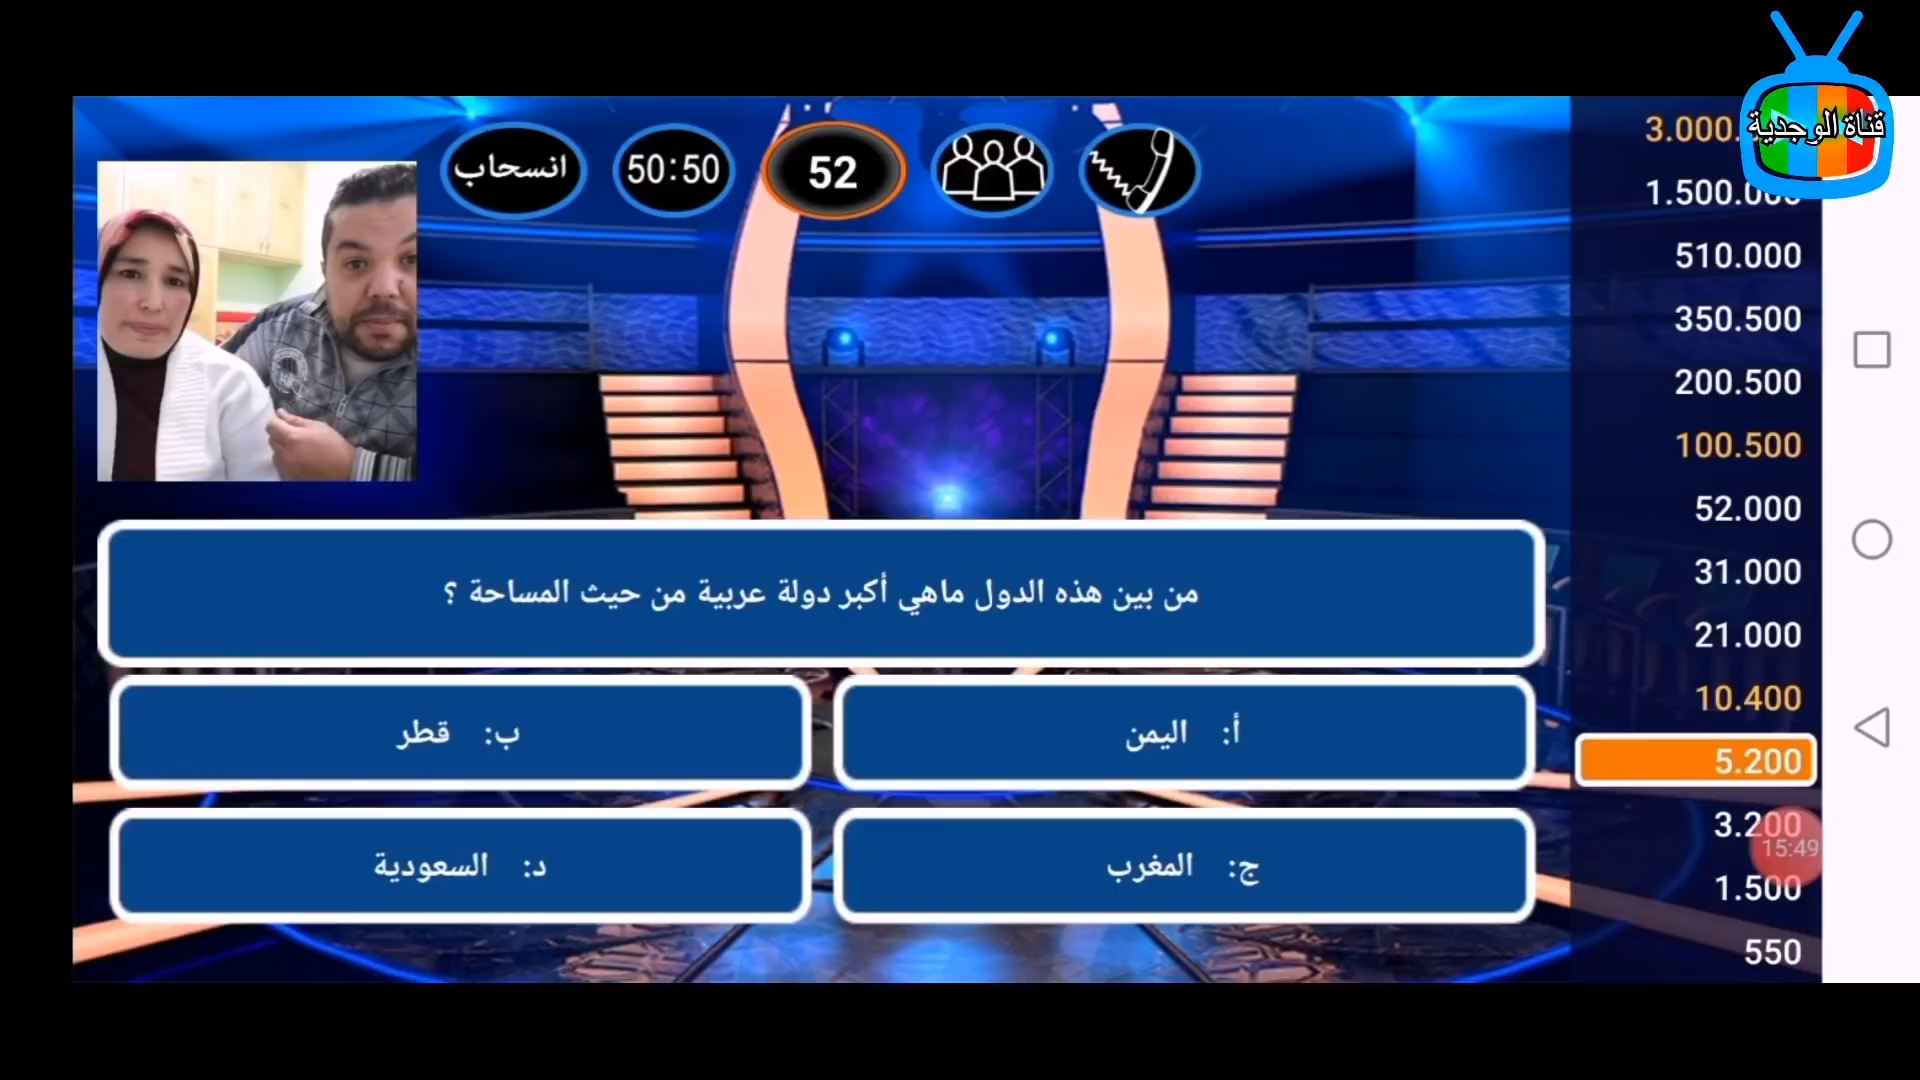 قناة الوجدية
انسحاب
50:50
52
3.000.
510.000
350.500
200.500
100.500
52.000
31.000
21.000
10.400
5.200
3.200
15:49
1.500
550
من بين هذه الدول ماهي أكبر دولة عربية من حيث المساحة ؟
أ: اليمن
ب: قطر
ج: المغرب
د: السعودية